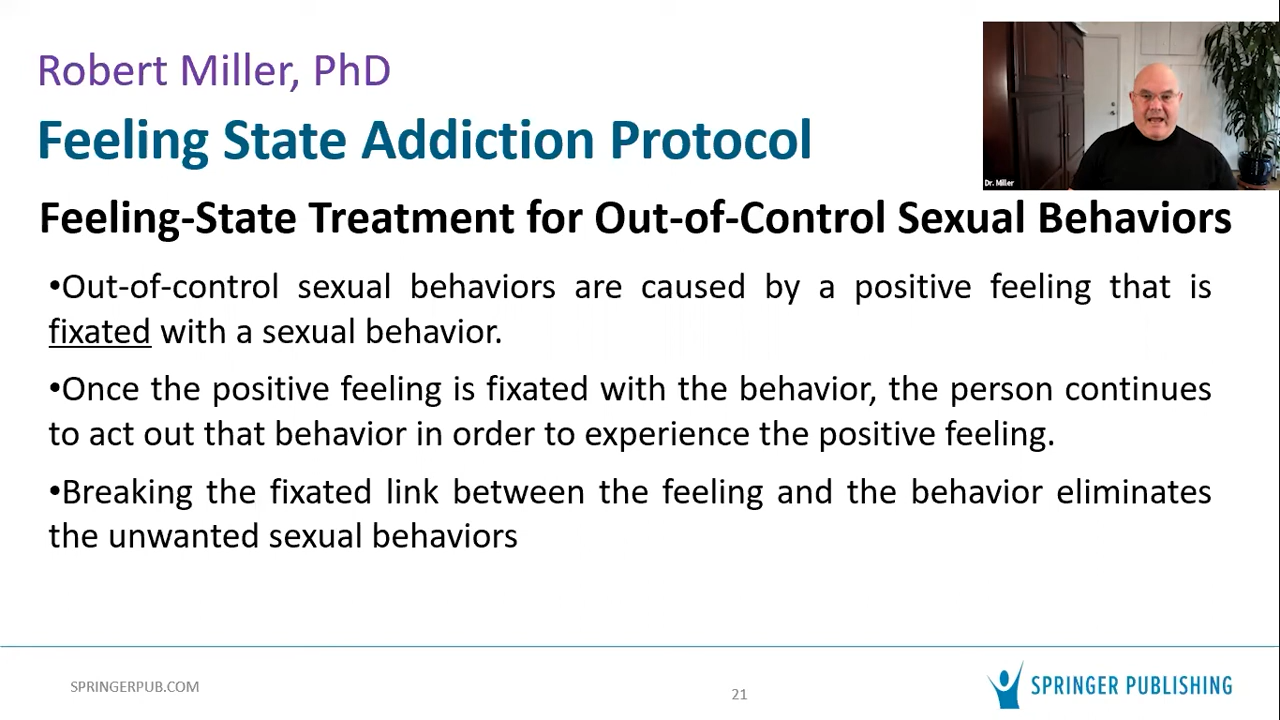 Robert Miller, PhD
Feeling State Addiction Protocol
Dr. Miller
Feeling-State Treatment for Out-of-Control Sexual Behaviors
•Out-of-control sexual behaviors are caused by a positive feeling that is
fixated with a sexual behavior.
•Once the positive feeling is fixated with the behavior, the person continues
to act out that behavior in order to experience the positive feeling.
•Breaking the fixated link between the feeling and the behavior eliminates
the unwanted sexual behaviors
SPRINGERPUB.COM
21
SPRINGER PUBLISHING